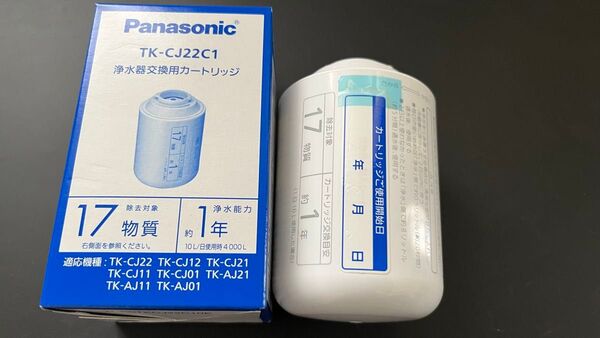 Panasonic
TK-CJ22C1
浄水器交換用カートリッジ
除去対象
17物質
右側面を参照ください。
浄水能力
約1年
10L/日使用時4000L
適応機種:TK-CJ22 TK-CJ12 TK-CJ21
TK-CJ11 TK-CJ01 TK-AJ21
TK-AJ11 TK-AJ01
カートリッジご使用開始日
年 月 日
除去対象
17物質
カートリッジ交換目安
約1年